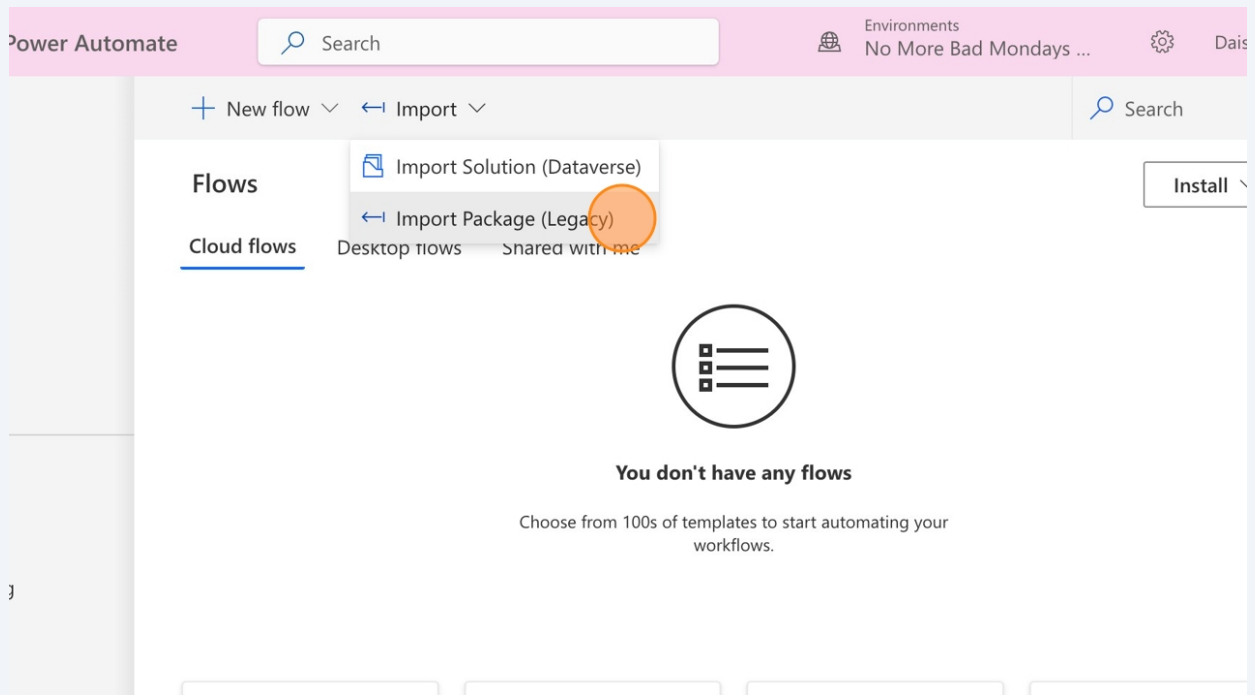 Power Automate
Search
Environments
No More Bad Mondays ...
Dais
New flow
Import
Search
Import Solution (Dataverse)
Import Package (Legacy)
Flows
Install
Cloud flows
Desktop flows
Shared with me
You don't have any flows
Choose from 100s of templates to start automating your
workflows.
g